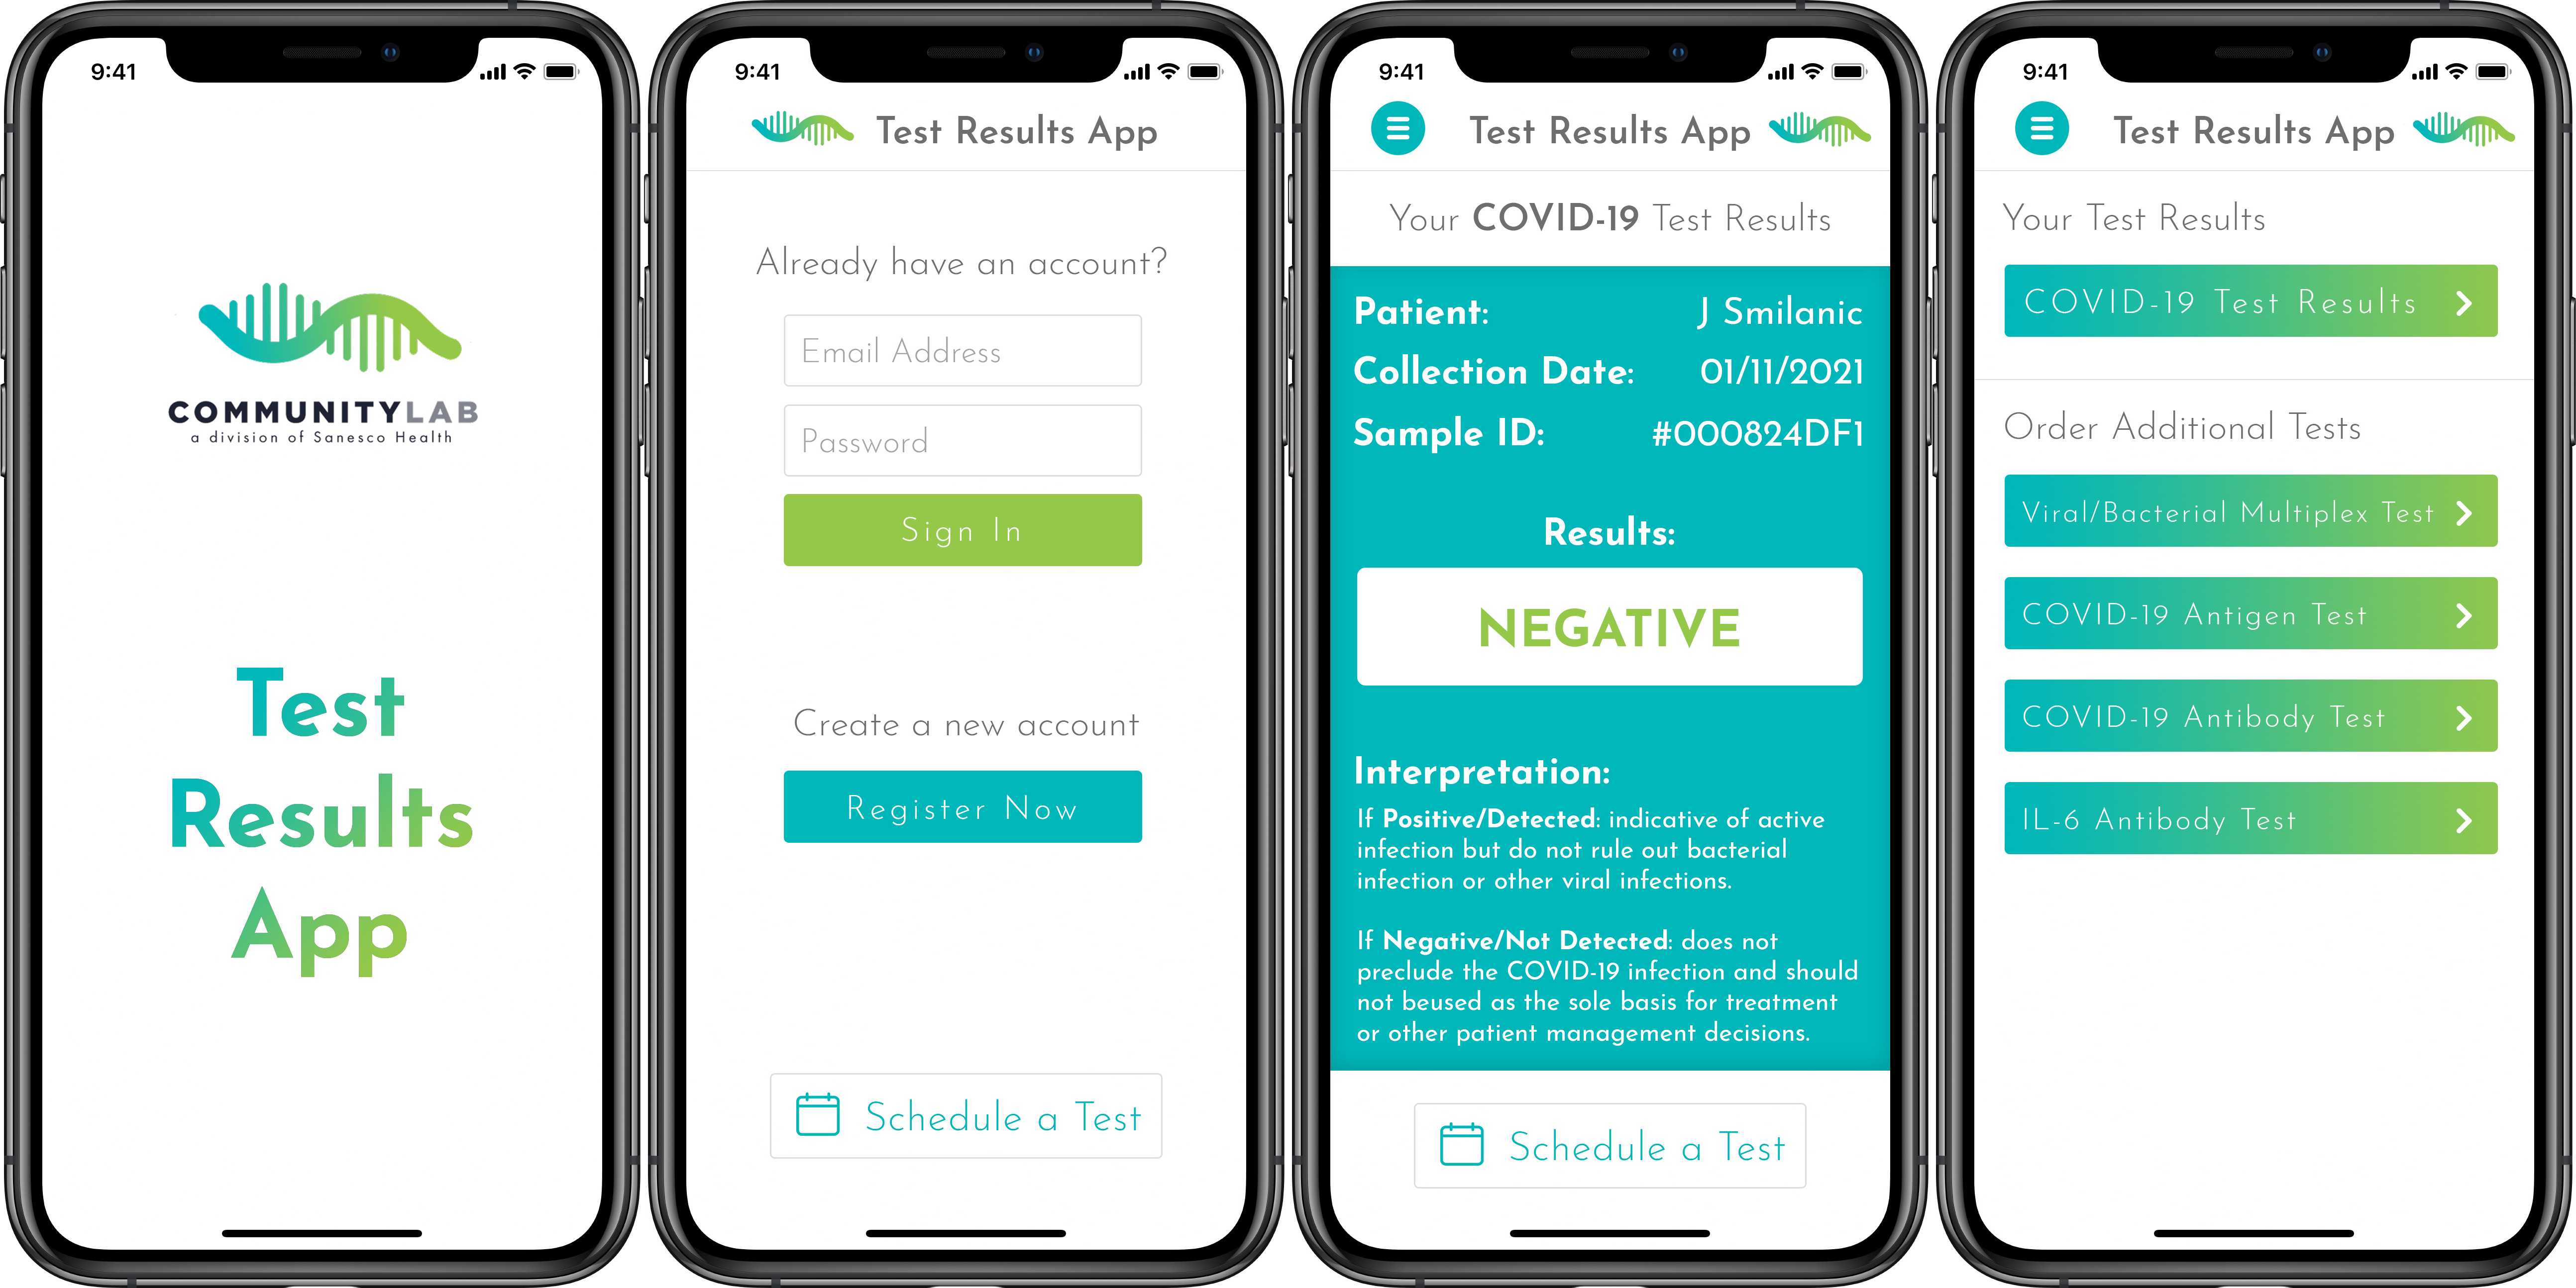 9:41
COMMUNITYLAB
a division of Sanesco Health
Test
Results
App
9:41
Test Results App
Already have an account?
Email Address
Password
Sign In
Create a new account
Register Now
Schedule a Test
9:41
Test Results App
Your COVID-19 Test Results
Patient: J Smilanic
Collection Date: 01/11/2021
Sample ID: #000824DF1
Results:
NEGATIVE
Interpretation:
If Positive/Detected: indicative of active
infection but do not rule out bacterial
infection or other viral infections.
If Negative/Not Detected: does not
preclude the COVID-19 infection and should
not beused as the sole basis for treatment
or other patient management decisions.
Schedule a Test
9:41
Test Results App
Your Test Results
COVID-19 Test Results
Order Additional Tests
Viral/Bacterial Multiplex Test
COVID-19 Antigen Test
COVID-19 Antibody Test
IL-6 Antibody Test